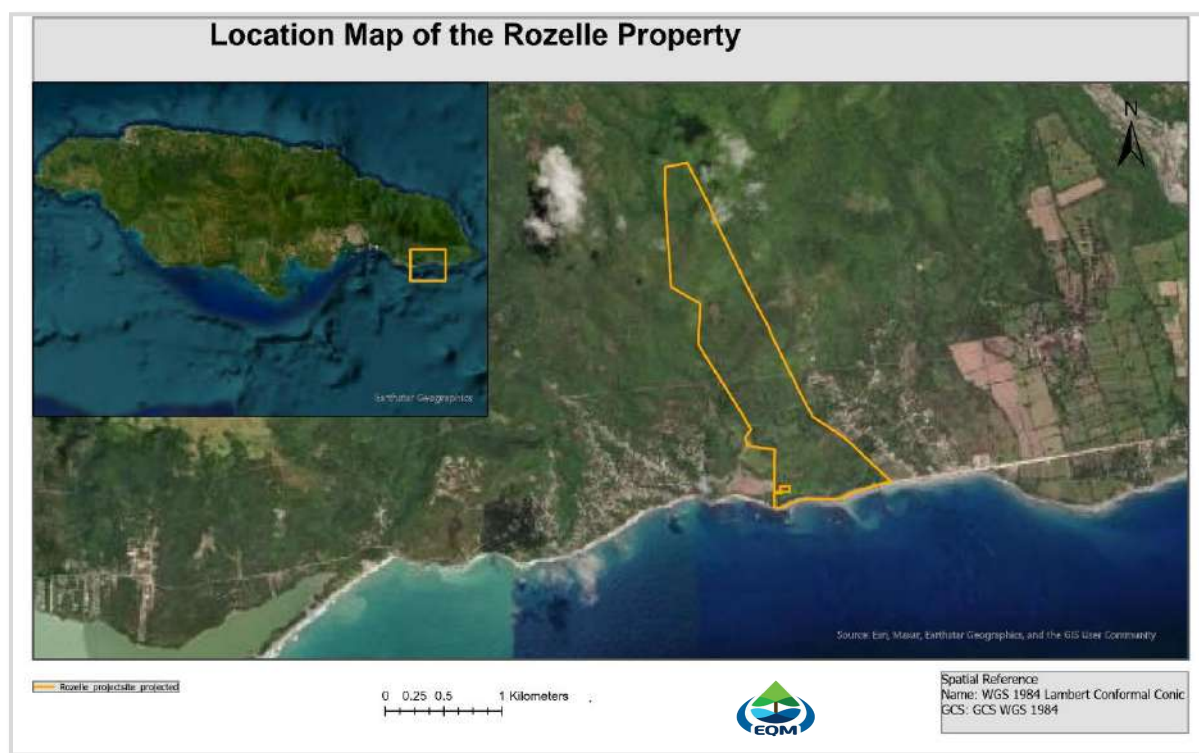 Location Map of the Rozelle Property
N
Earthstar Geographics
Source: Esri, Maxar, Earthstar Geographics, and the GIS User Community
Rozelle_projectsite_projected
0 0.25 0.5 1 Kilometers
EQM
Spatial Reference
Name: WGS 1984 Lambert Conformal Conic
GCS: GCS WGS 1984